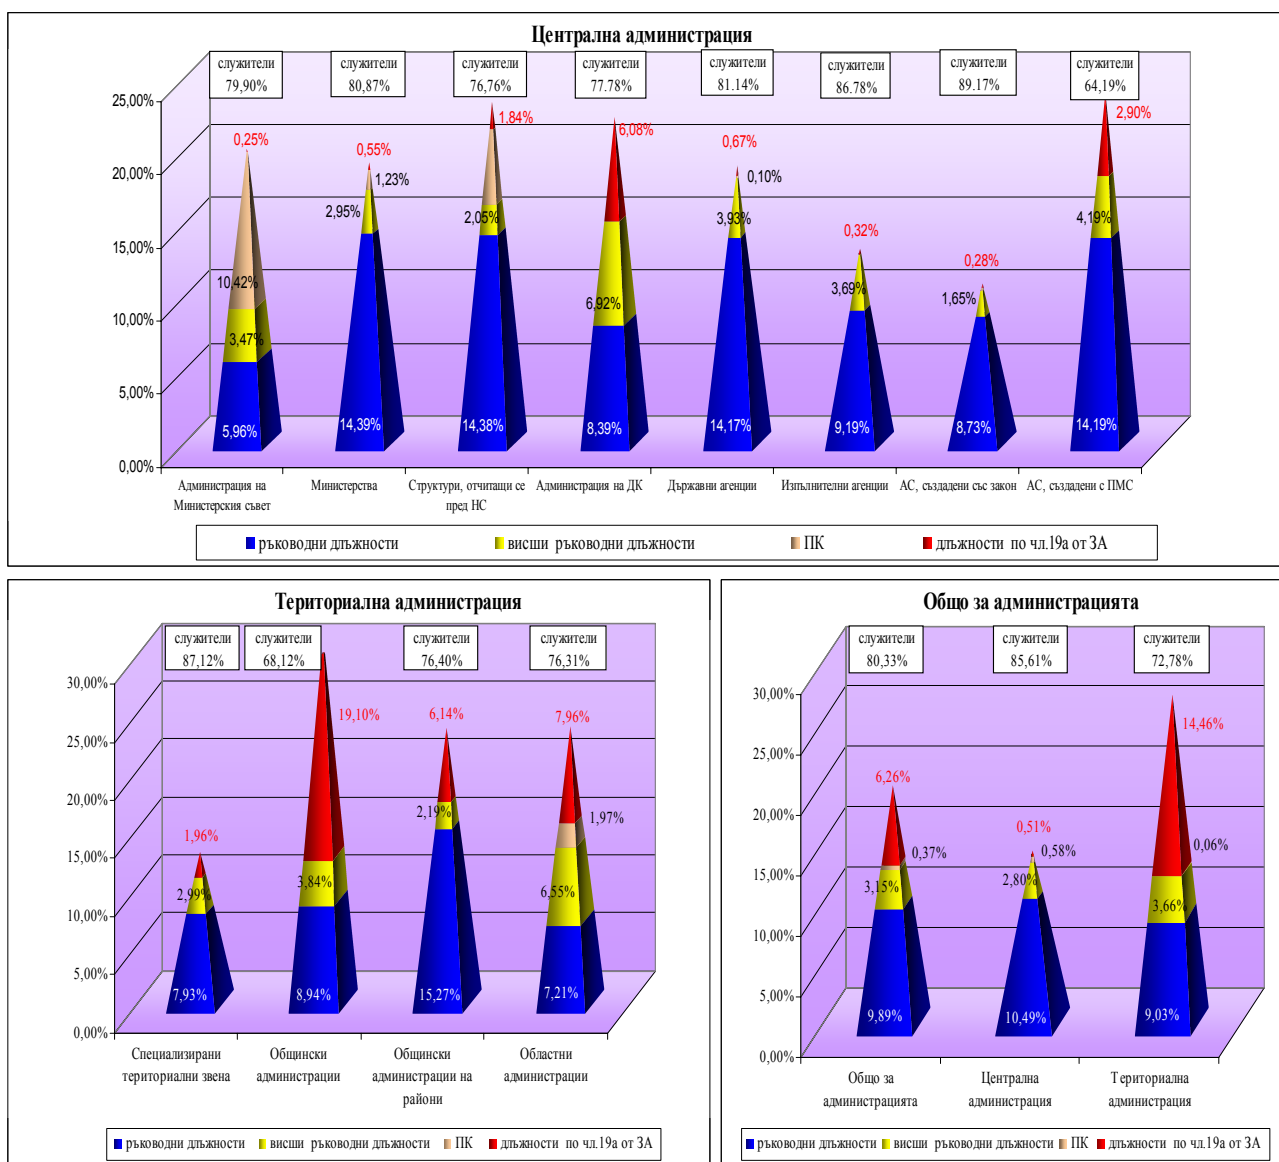 Централна администрация
служители служители служители служители служители служители служители служители
79,90% 80,87% 76,76% 77.78% 81.14% 86.78% 89.17% 64,19%
25,00%
20,00%
15,00%
10,00%
5,00%
0,00%
0,25% 0,55% 1,84% 6,08% 0,67% 0,32% 0,28% 2,90%
10,42% 1,23% 0,10%
3,47% 2,95% 2,05% 6,92% 3,93% 3,69% 1,65% 4,19%
5,96% 14,39% 14,38% 8,39% 14,17% 9,19% 8,73% 14,19%
Администрация на Министерства Структури, отчитащи се Администрация на ДК Държавни агенции Изпълнителни агенции АС, създадени със закон АС, създадени с ПМС
Министерския съвет пред НС
ръководни длъжности висши ръководни длъжности ПК длъжности по чл.19а от ЗА
Териториална администрация
служители служители служители служители
87,12% 68,12% 76,40% 76,31%
30,00%
25,00%
20,00%
15,00%
10,00%
5,00%
0,00%
1,96% 19,10% 6,14% 7,96%
1,97%
2,99% 3,84% 2,19% 6,55%
7,93% 8,94% 15,27% 7,21%
Специализирани Общински Общински Областни
териториални звена администрации администрации на администрации
райони
ръководни длъжности висши ръководни длъжности ПК длъжности по чл.19а от ЗА
Общо за администрацията
служители служители служители
80,33% 85,61% 72,78%
30,00%
25,00%
20,00%
15,00%
10,00%
5,00%
0,00%
6,26% 0,51% 14,46%
0,37% 0,58% 0,06%
3,15% 2,80% 3,66%
9,89% 10,49% 9,03%
Общо за Централна Териториална
администрацията администрация администрация
ръководни длъжности висши ръководни длъжности ПК длъжности по чл.19а от ЗА